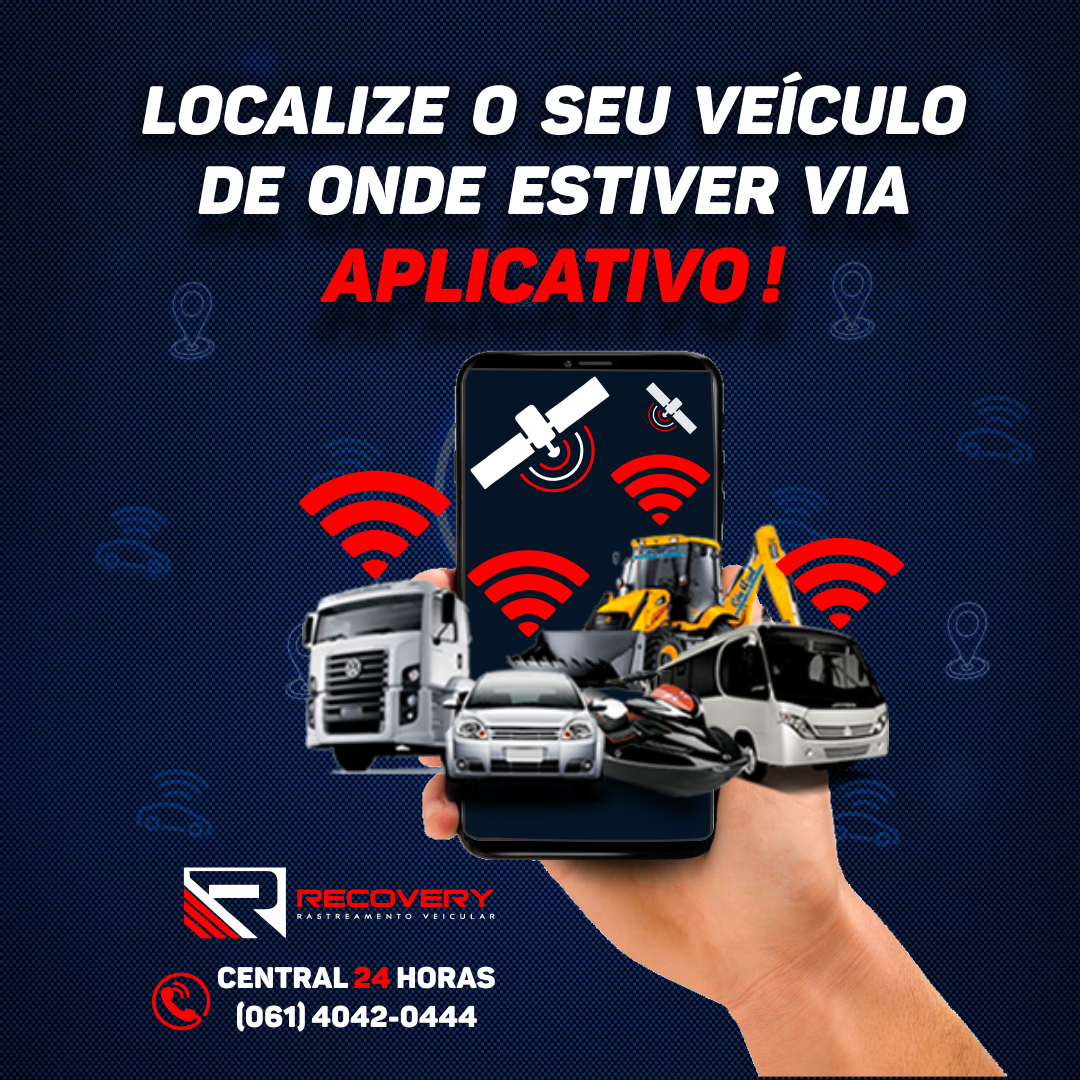 LOCALIZE O SEU VEÍCULO
DE ONDE ESTIVER VIA
APLICATIVO!
RECOVERY
RASTREAMENTO VEICULAR
CENTRAL 24 HORAS
(061) 4042-0444